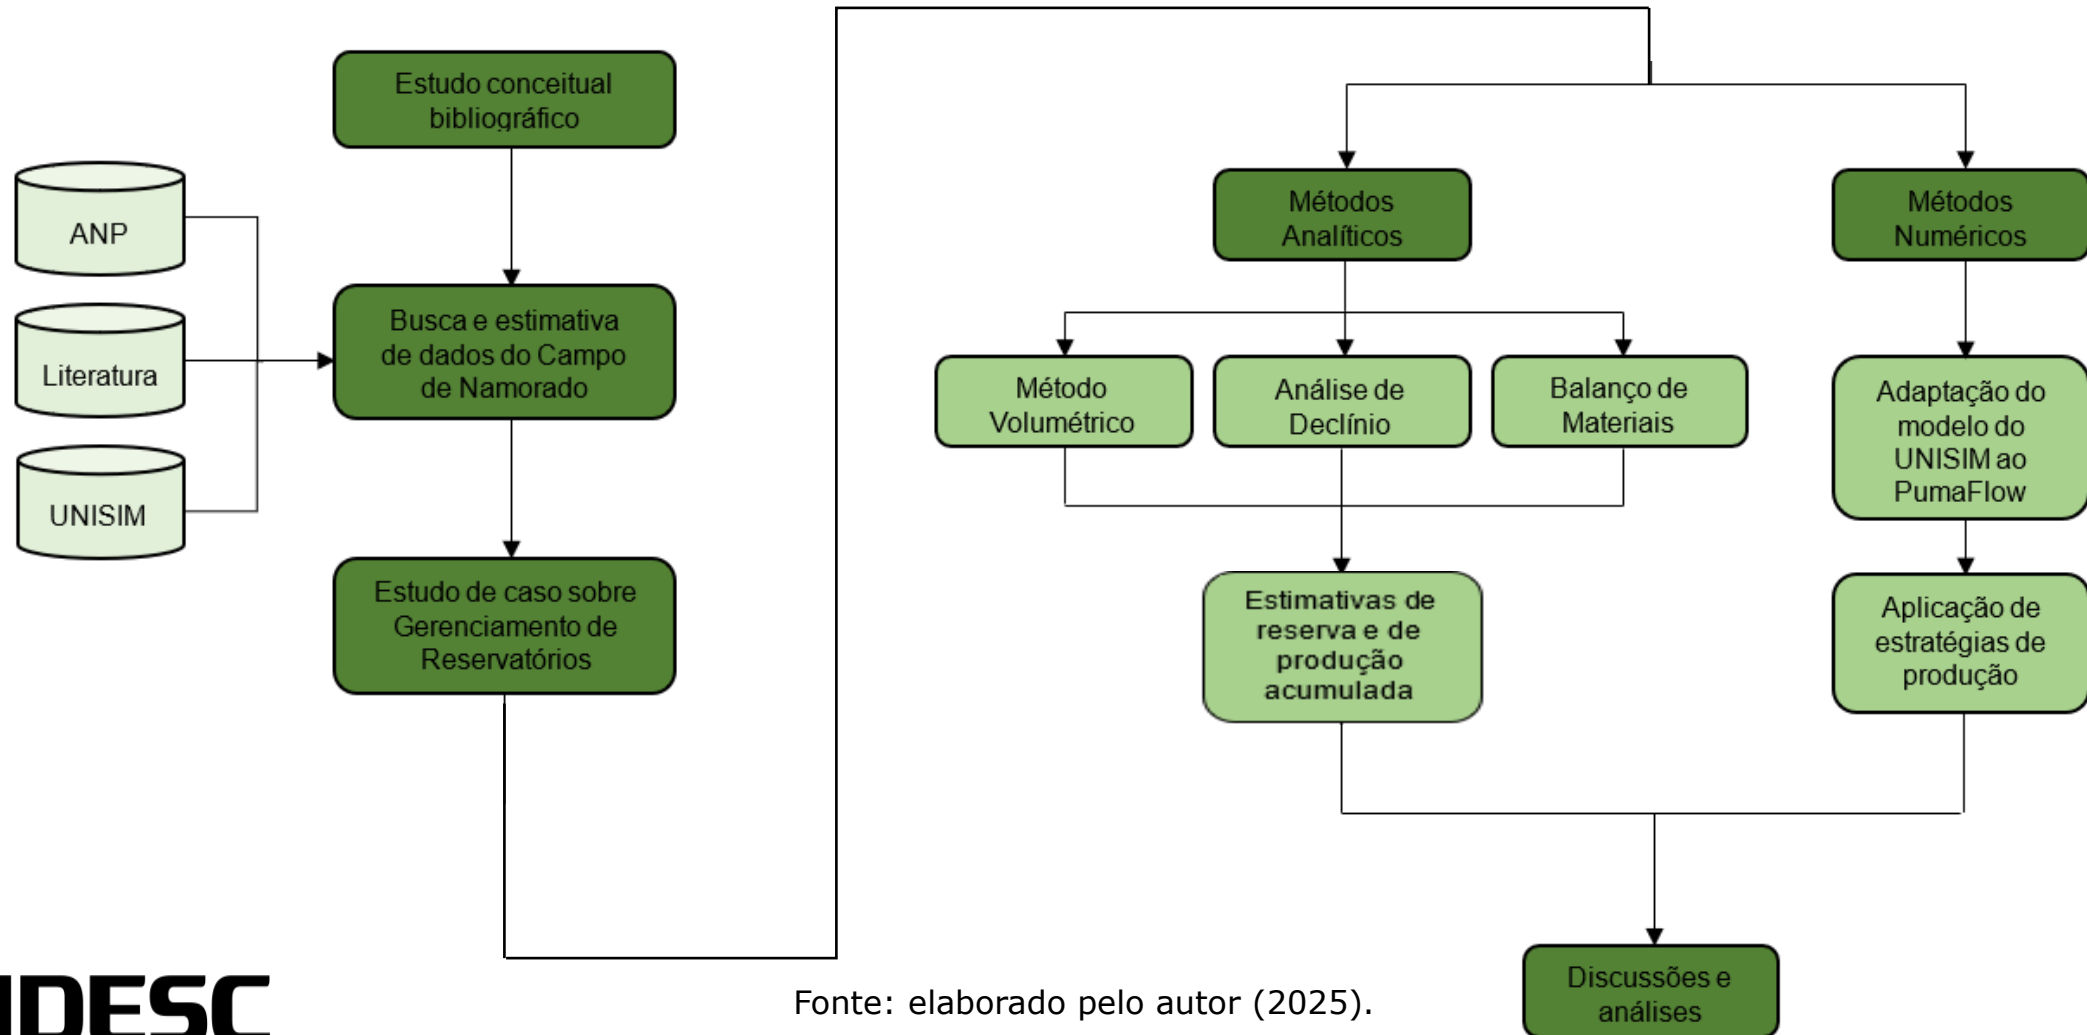 Estudo conceitual
bibliográfico
ANP
Literatura
UNISIM
Busca e estimativa
de dados do Campo
de Namorado
Estudo de caso sobre
Gerenciamento de
Reservatórios
Métodos
Analíticos
Métodos
Numéricos
Método
Volumétrico
Análise de
Declínio
Balanço de
Materiais
Adaptação do
modelo do
UNISIM ao
PumaFlow
Estimativas de
reserva e de
produção
acumulada
Aplicação de
estratégias de
produção
Discussões e
análises
Fonte: elaborado pelo autor (2025).